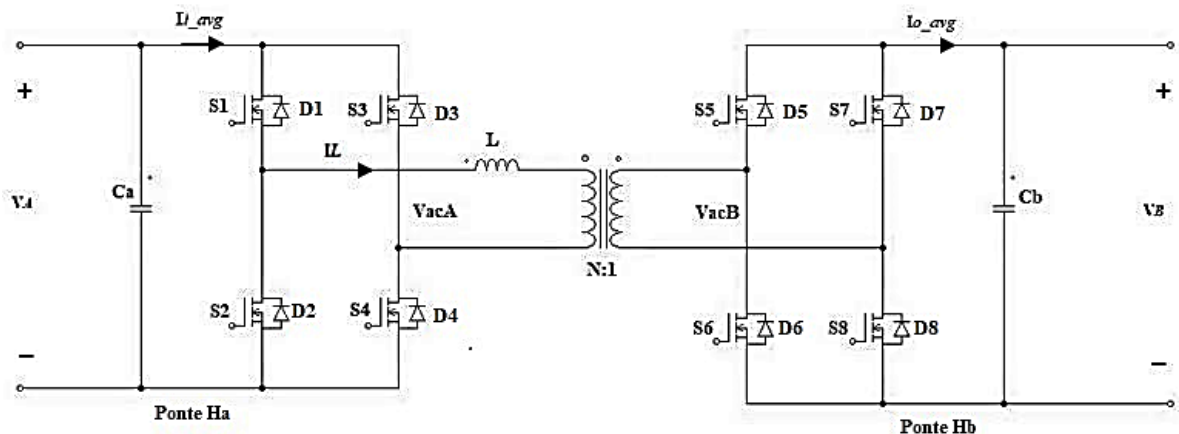 Ii_avg
Io_avg
+
S1
D1
S3
D3
S5
D5
S7
D7
+
IL
L
Ca
VA
VacA
VacB
Cb
VB
N:1
S2
D2
S4
D4
S6
D6
S8
D8
−
−
Ponte Ha
Ponte Hb